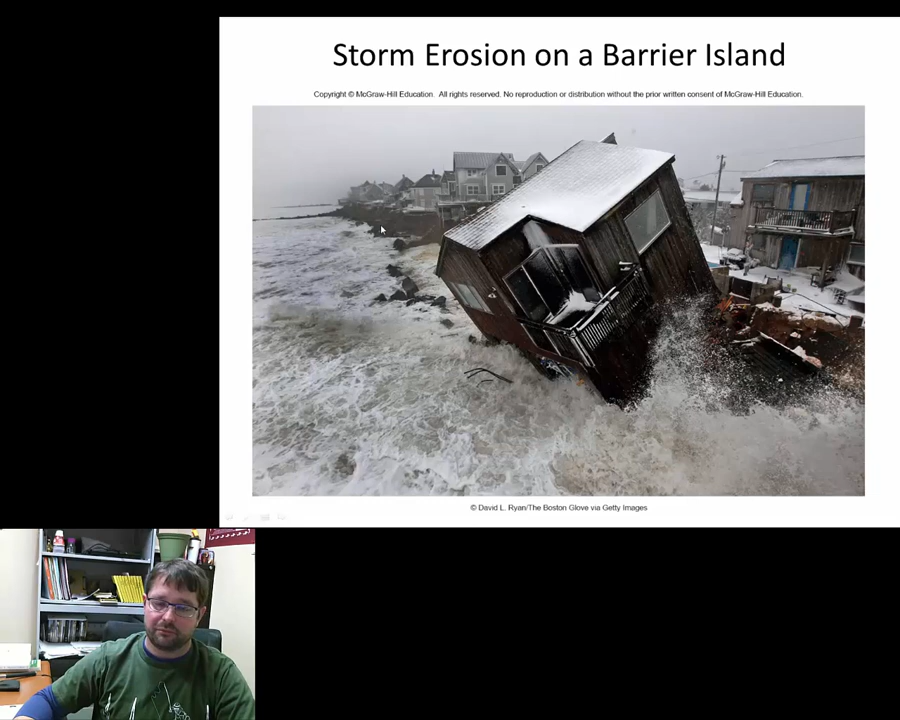 Storm Erosion on a Barrier Island
Copyright © McGraw-Hill Education. All rights reserved. No reproduction or distribution without the prior written consent of McGraw-Hill Education.
© David L. Ryan/The Boston Glove via Getty Images